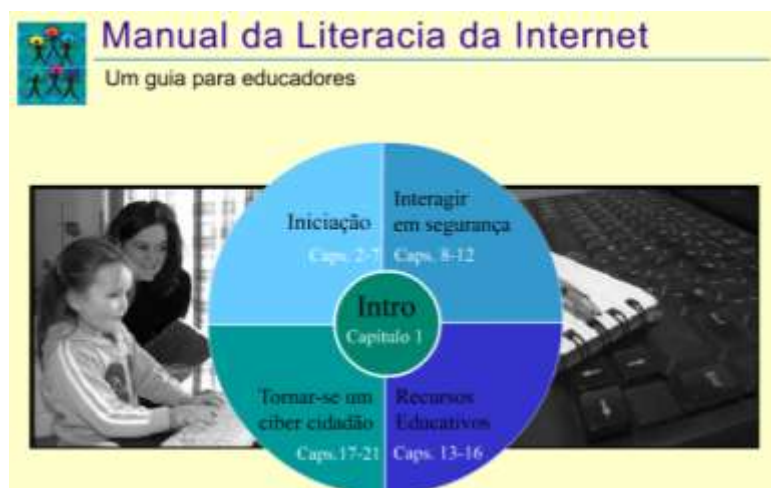 Manual da Literacia da Internet
Um guia para educadores
Iniciação
Caps. 2-7
Interagir
em segurança
Caps. 8-12
Intro
Capítulo 1
Tornar-se um
ciber cidadão
Caps.17-21
Recursos
Educativos
Caps. 13-16